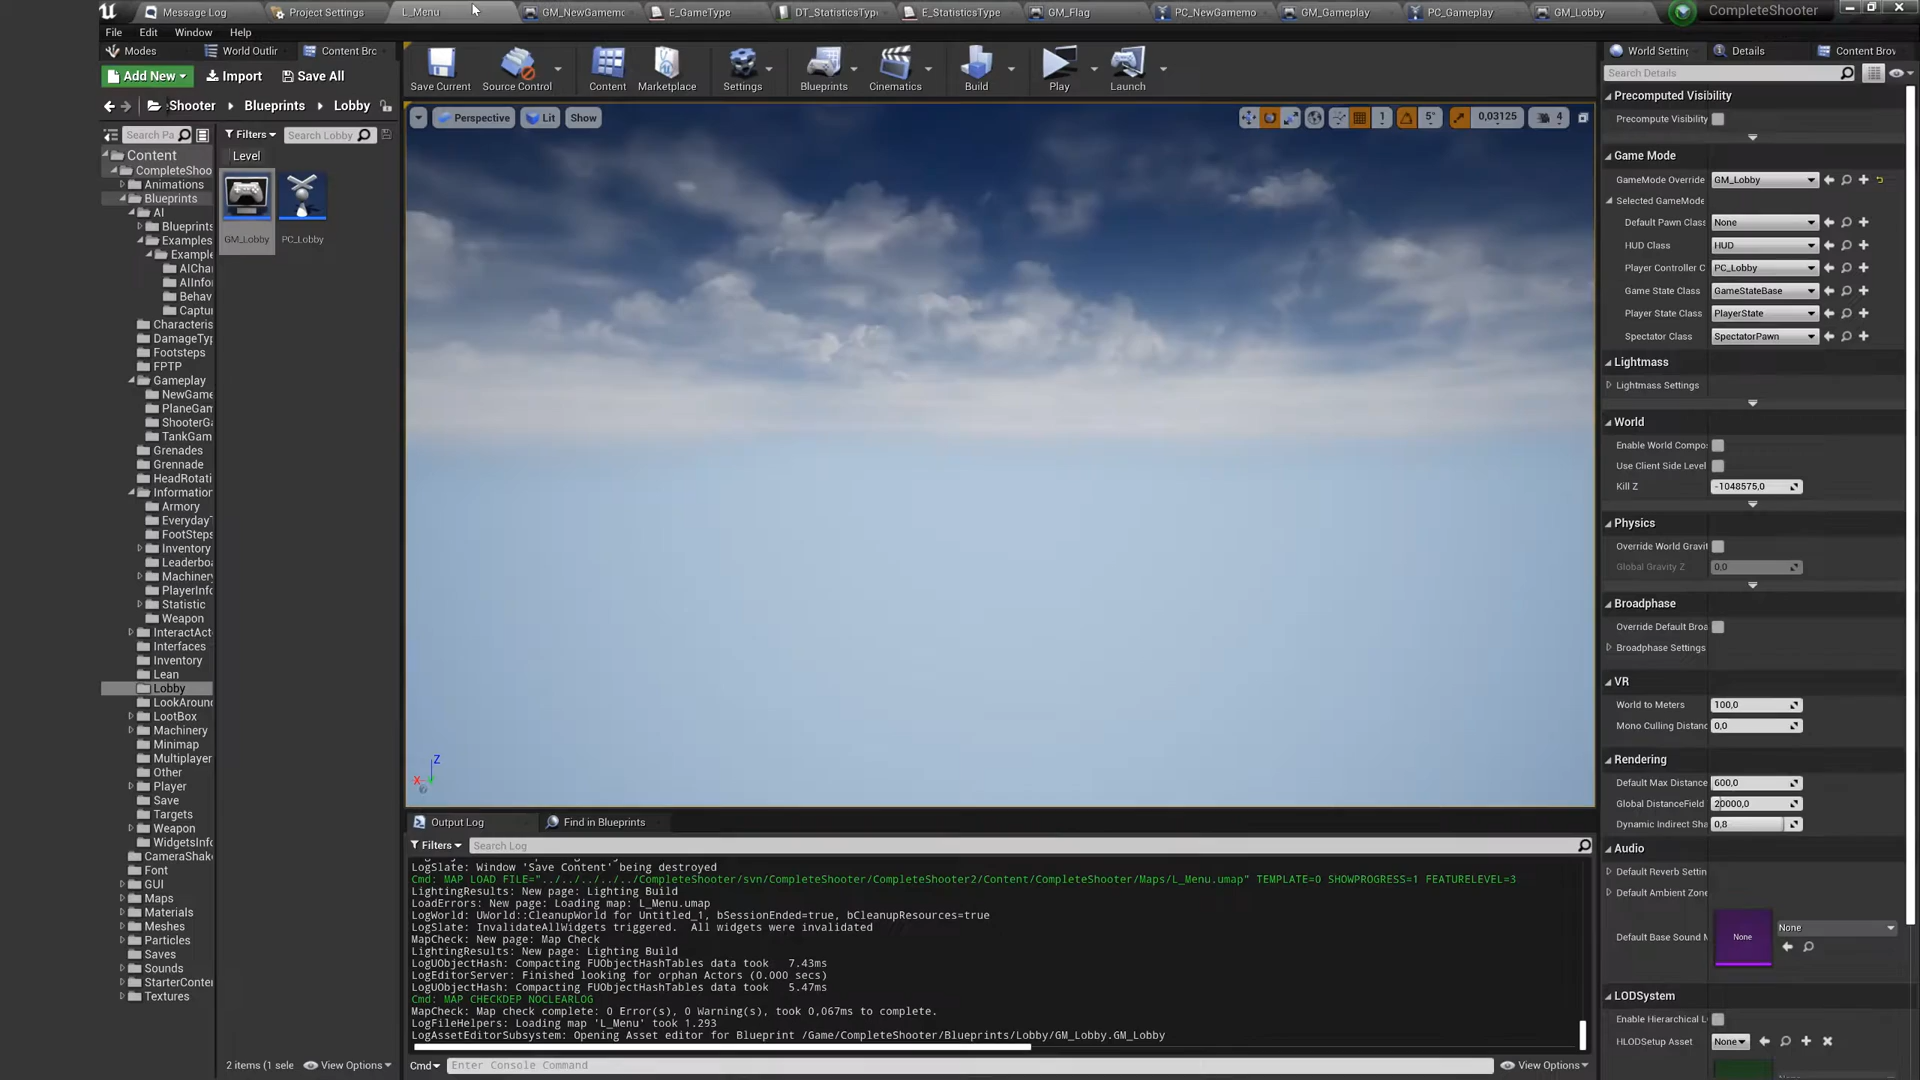 Message Log
Project Settings
L_Menu
GM_NewGamemo
E_GameType
DT_StatisticsTyp
E_StatisticsType
GM_Flag
PC_NewGamemo
GM_Gameplay
PC_Gameplay
GM_Lobby
CompleteShooter
File Edit Window Help
Modes
World Outlir
Content Brc
Add New
Import
Save All
Shooter
Blueprints
Lobby
Search Pa
Filters
Search Lobby
Content
CompleteShoo
Animations
Blueprints
AI
Blueprints
Examples
Example
AIChar
AIInfor
Behav
Captur
Characteris
DamageTyp
Footsteps
FPTP
Gameplay
NewGame
PlaneGam
ShooterGa
TankGam
Grenades
Grennade
HeadRotati
Information
Armory
EverydayT
FootSteps
Inventory
Leaderboa
Machinery
PlayerInfo
Statistic
Weapon
InteractAct
Interfaces
Inventory
Lean
Lobby
LookAround
LootBox
Machinery
Minimap
Multiplayer
Other
Player
Save
Targets
Weapon
WidgetsInfo
CameraShak
Font
GUI
Maps
Materials
Meshes
Particles
Saves
Sounds
StarterConte
Textures
Level
GM_Lobby
PC_Lobby
2 items (1 sele
View Options
Save Current
Source Control
Content
Marketplace
Settings
Blueprints
Cinematics
Build
Play
Launch
Perspective
Lit
Show
1
5°
0,03125
4
Z
X
Output Log
Find in Blueprints
Filters
Search Log
LogSlate: Window 'Save Content' being destroyed
Cmd: MAP LOAD FILE="../../../../../CompleteShooter/svn/CompleteShooter/CompleteShooter2/Content/CompleteShooter/Maps/L_Menu.umap" TEMPLATE=0 SHOWPROGRESS=1 FEATURELEVEL=3
LightingResults: New page: Lighting Build
LoadErrors: New page: Loading map: L_Menu.umap
LogWorld: UWorld::CleanupWorld for Untitled_1, bSessionEnded=true, bCleanupResources=true
LogSlate: InvalidateAllWidgets triggered.  All widgets were invalidated
MapCheck: New page: Map Check
LightingResults: New page: Lighting Build
LogUObjectHash: Compacting FUObjectHashTables data took   7.43ms
LogEditorServer: Finished looking for orphan Actors (0.000 secs)
LogUObjectHash: Compacting FUObjectHashTables data took   5.47ms
Cmd: MAP CHECKDEP NOCLEARLOG
MapCheck: Map check complete: 0 Error(s), 0 Warning(s), took 0,067ms to complete.
LogFileHelpers: Loading map 'L_Menu' took 1.293
LogAssetEditorSubsystem: Opening Asset editor for Blueprint /Game/CompleteShooter/Blueprints/Lobby/GM_Lobby.GM_Lobby
Cmd
Enter Console Command
View Options
World Setting
Details
Content Brow
Search Details
Precomputed Visibility
Precompute Visibility
Game Mode
GameMode Override GM_Lobby
Selected GameMode
Default Pawn Class None
HUD Class HUD
Player Controller C PC_Lobby
Game State Class GameStateBase
Player State Class PlayerState
Spectator Class SpectatorPawn
Lightmass
Lightmass Settings
World
Enable World Compo
Use Client Side Level
Kill Z -1048575,0
Physics
Override World Gravit
Global Gravity Z 0,0
Broadphase
Override Default Broa
Broadphase Settings
VR
World to Meters 100,0
Mono Culling Distanc 0,0
Rendering
Default Max Distance 600,0
Global DistanceField 20000,0
Dynamic Indirect Sha 0,8
Audio
Default Reverb Settin
Default Ambient Zone
Default Base Sound M None None
LODSystem
Enable Hierarchical L
HLODSetup Asset None